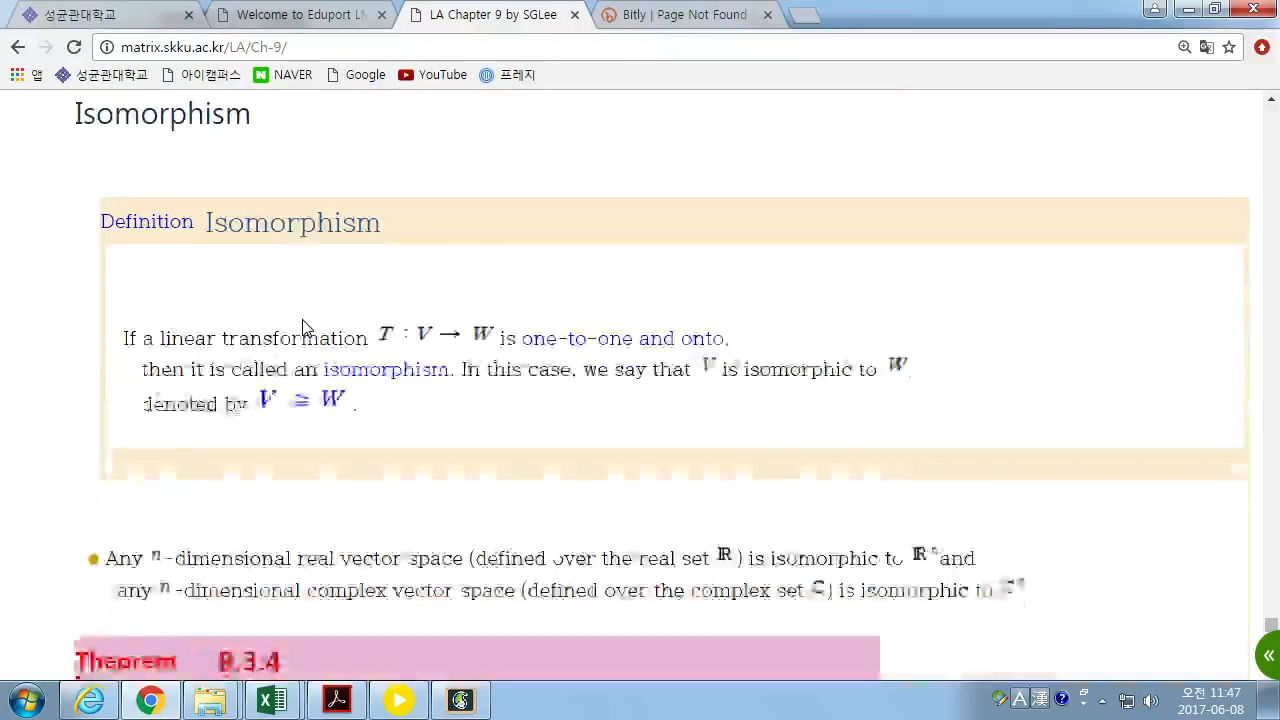 성균관대학교
Welcome to Eduport LM
LA Chapter 9 by SGLee
Bitly | Page Not Found
matrix.skku.ac.kr/LA/Ch-9/
앱 성균관대학교 아이캠퍼스 NAVER Google YouTube 프레지
Isomorphism
Definition Isomorphism
If a linear transformation T : V → W is one-to-one and onto,
then it is called an isomorphism. In this case, we say that V is isomorphic to W,
denoted by V ≅ W .
Any n-dimensional real vector space (defined over the real set ℝ) is isomorphic to ℝⁿ and
any n-dimensional complex vector space (defined over the complex set ℂ) is isomorphic to ℂⁿ
Theorem 9.3.4
«
A 漢
오전 11:47
2017-06-08